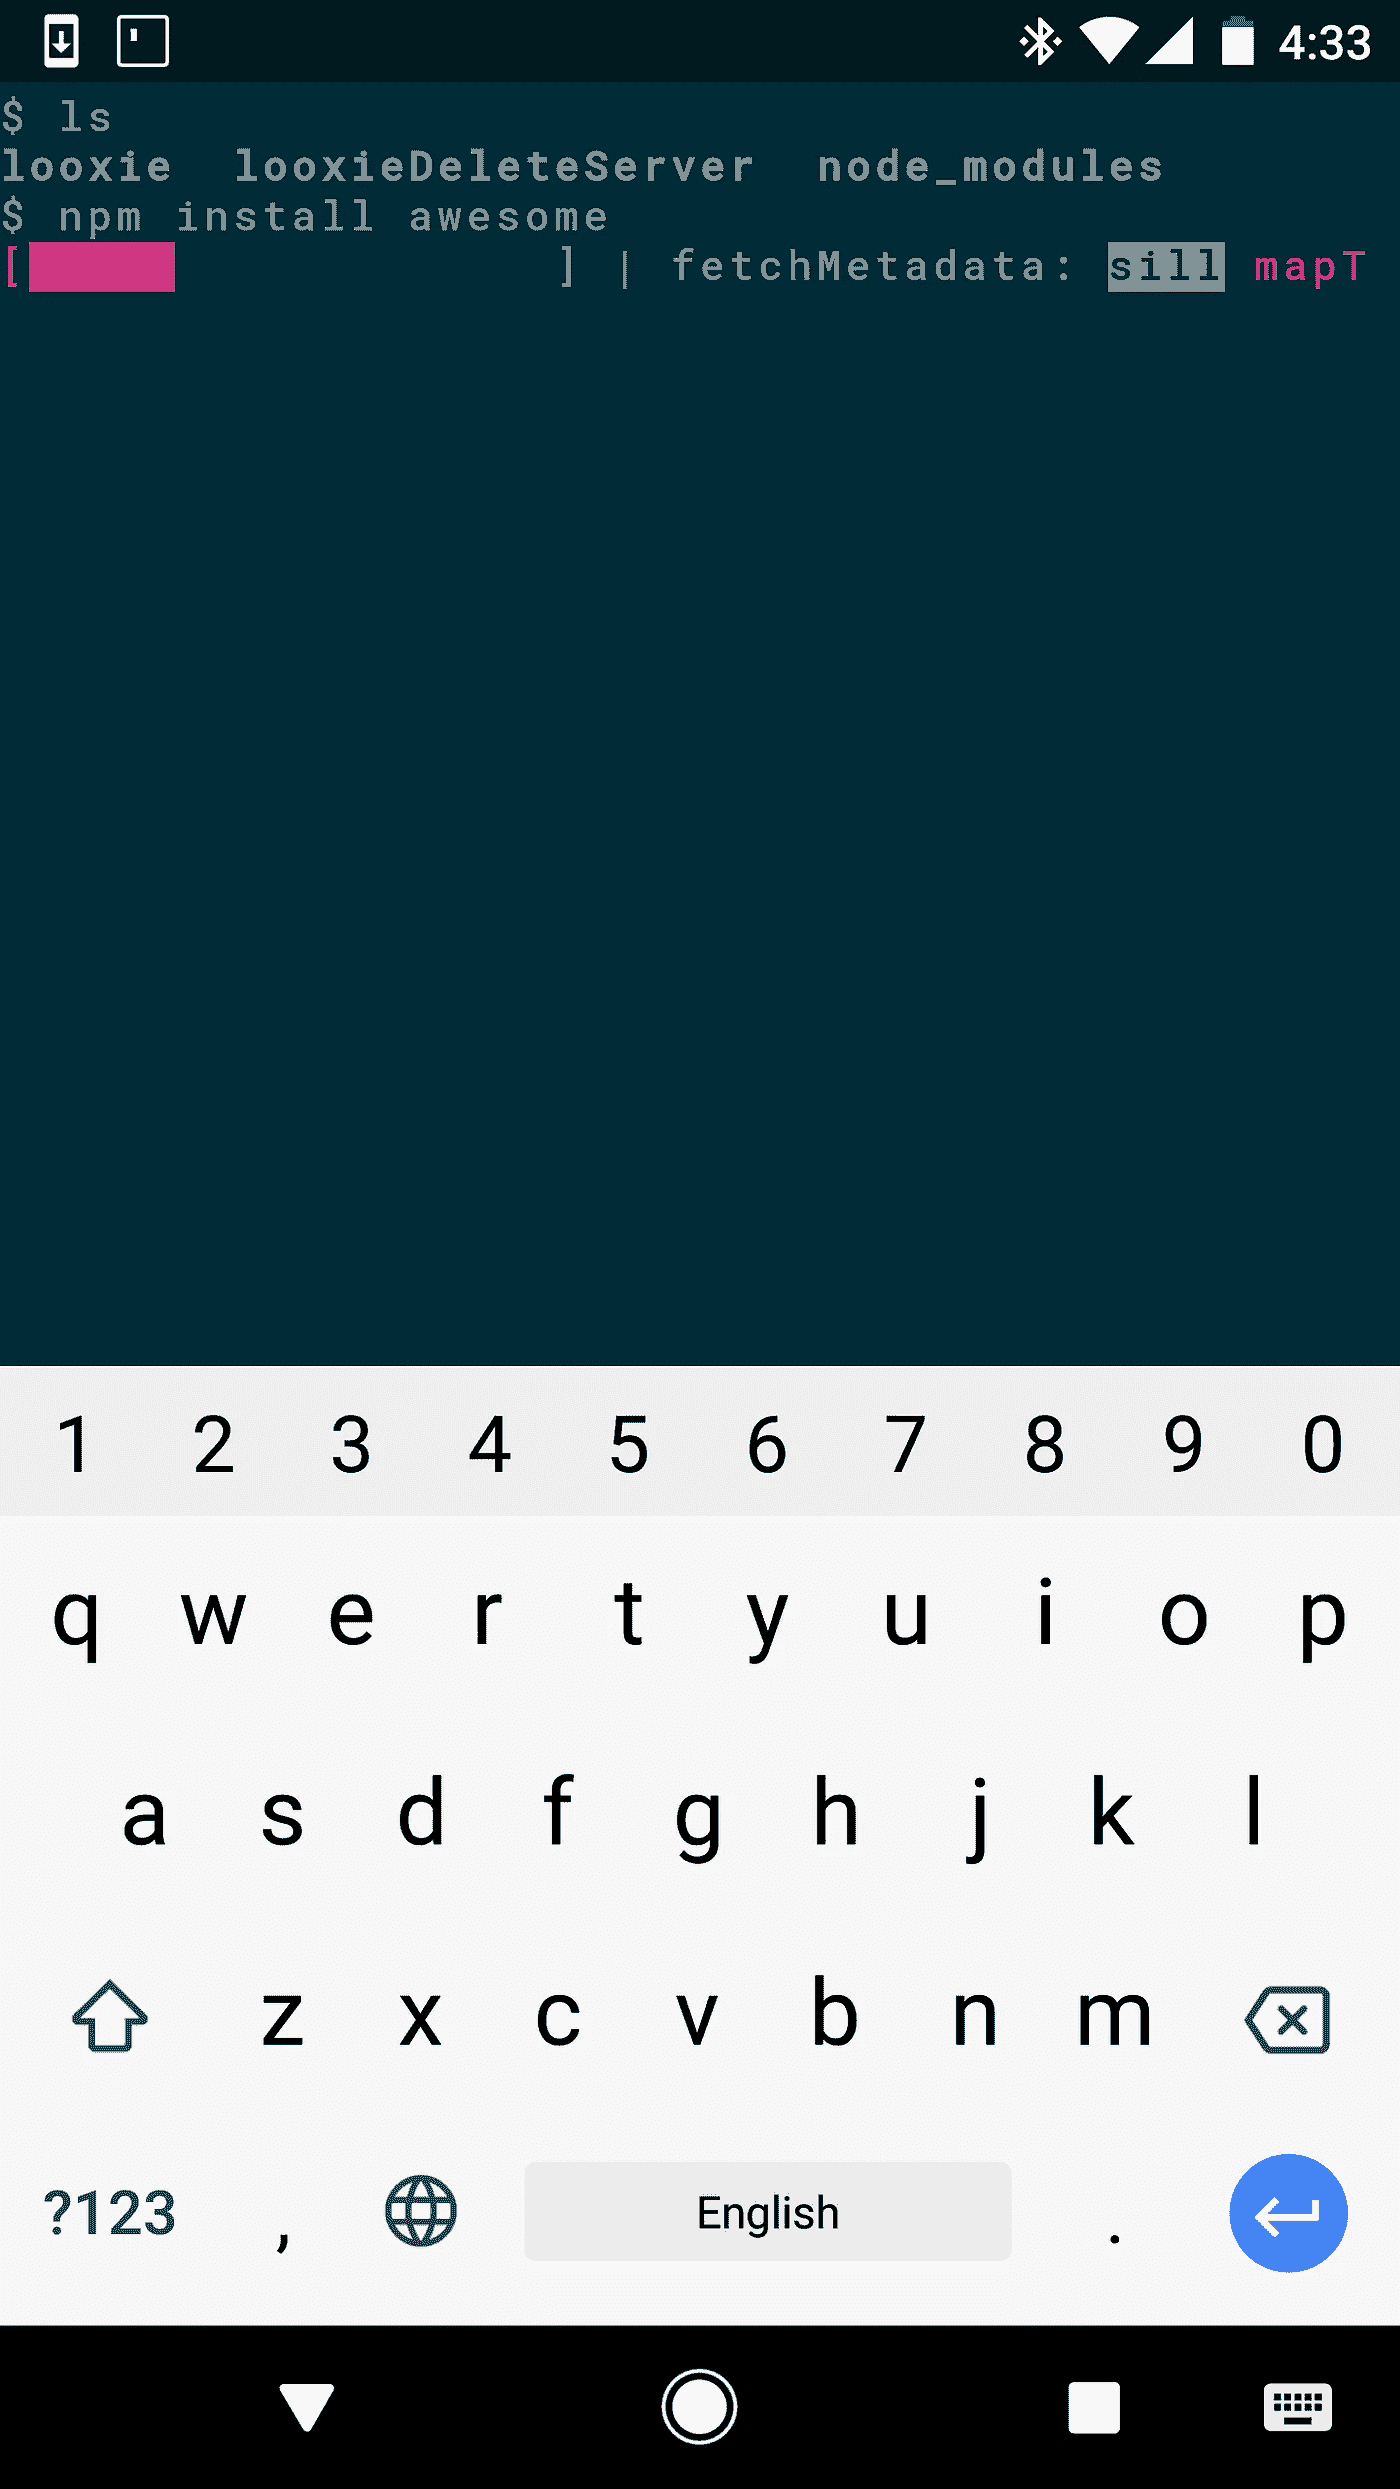 4:33
$ ls
looxie  looxieDeleteServer  node_modules
$ npm install awesome
[     ] | fetchMetadata: sill mapT
1 2 3 4 5 6 7 8 9 0
q w e r t y u i o p
a s d f g h j k l
z x c v b n m
?123 , English .